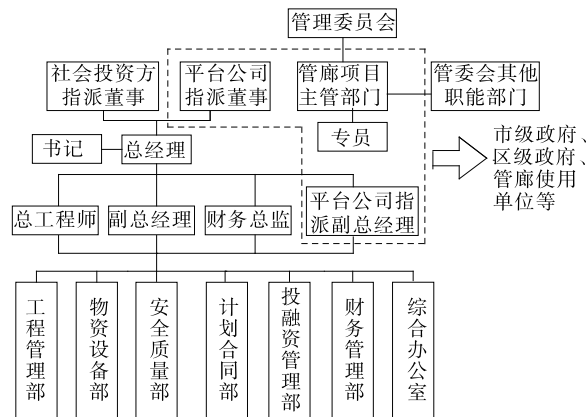 管理委员会
社会投资方
指派董事
平台公司
指派董事
管廊项目
主管部门
管委会其他
职能部门
专员
书记
总经理
市级政府、
区级政府、
管廊使用
单位等
总工程师
副总经理
财务总监
平台公司指
派副总经理
工程管理部
物资设备部
安全质量部
计划合同部
投融资管理部
财务管理部
综合办公室